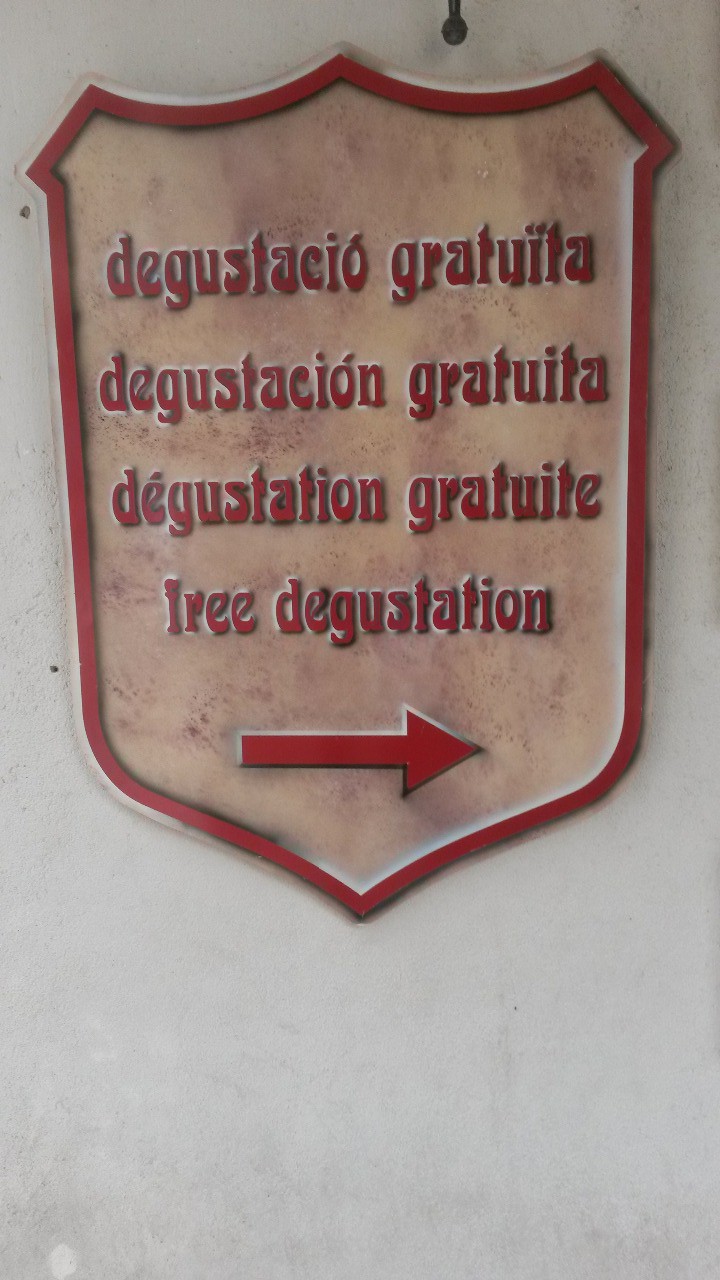 degustació gratuïta
degustación gratuita
dégustation gratuite
free degustation